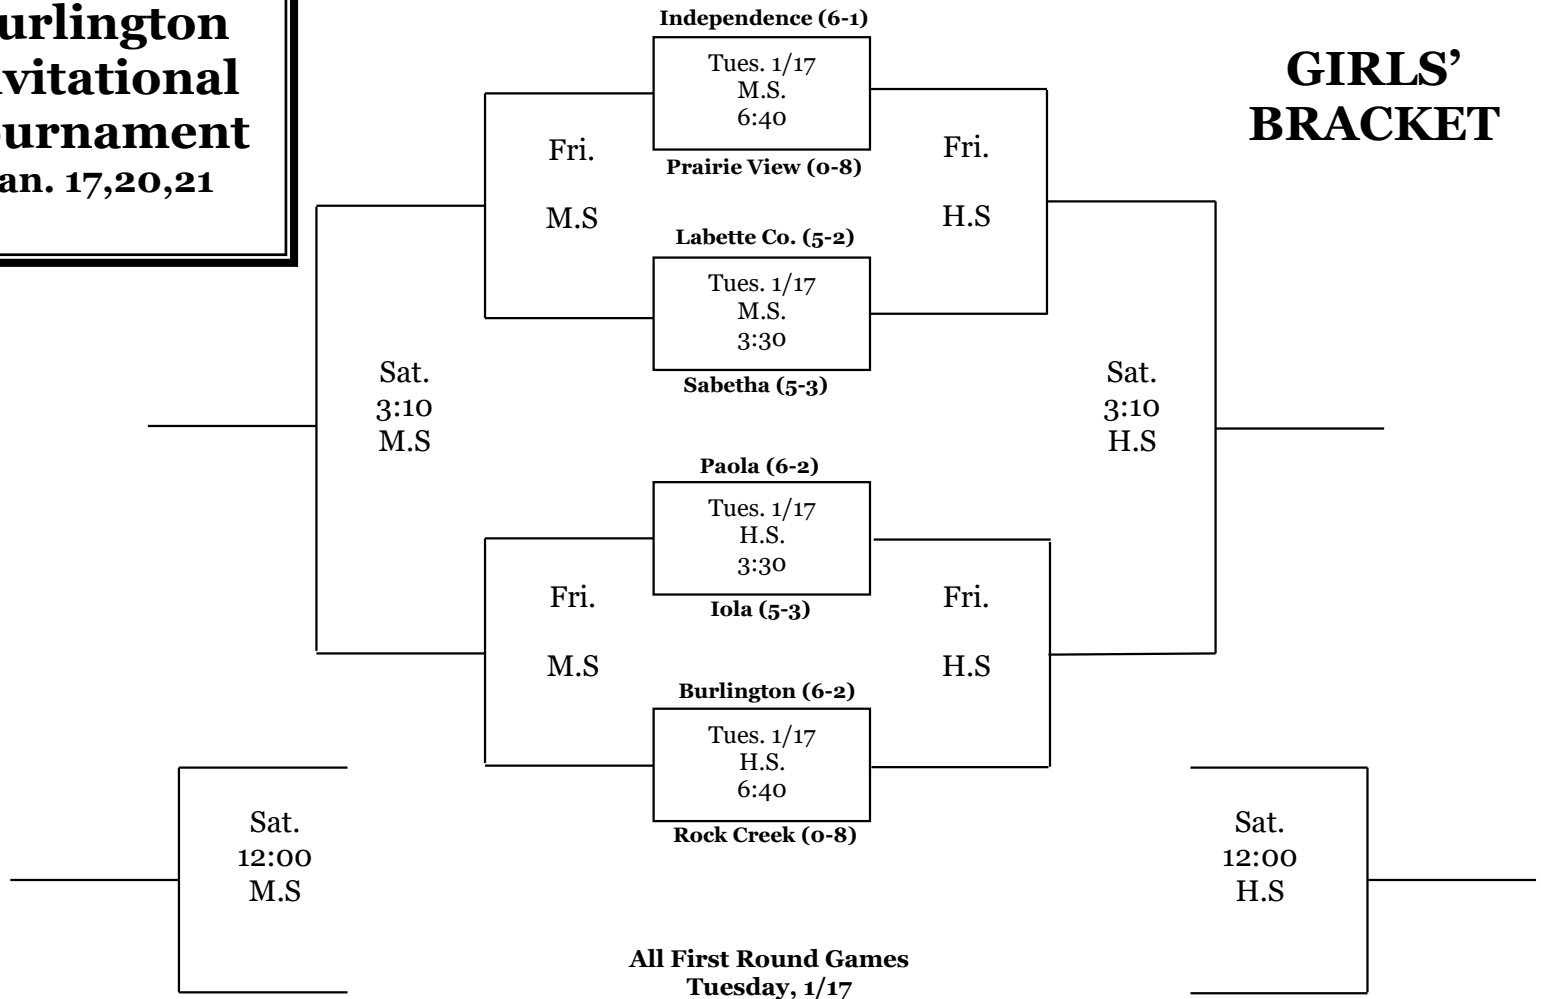 urlington
vitational
urnament
an. 17,20,21
GIRLS’
BRACKET
Independence (6-1)
Tues. 1/17
M.S.
6:40
Prairie View (0-8)
Fri.
M.S
Fri.
H.S
Labette Co. (5-2)
Tues. 1/17
M.S.
3:30
Sabetha (5-3)
Sat.
3:10
M.S
Sat.
3:10
H.S
Paola (6-2)
Tues. 1/17
H.S.
3:30
Iola (5-3)
Fri.
M.S
Fri.
H.S
Burlington (6-2)
Tues. 1/17
H.S.
6:40
Rock Creek (0-8)
Sat.
12:00
M.S
Sat.
12:00
H.S
All First Round Games
Tuesday, 1/17